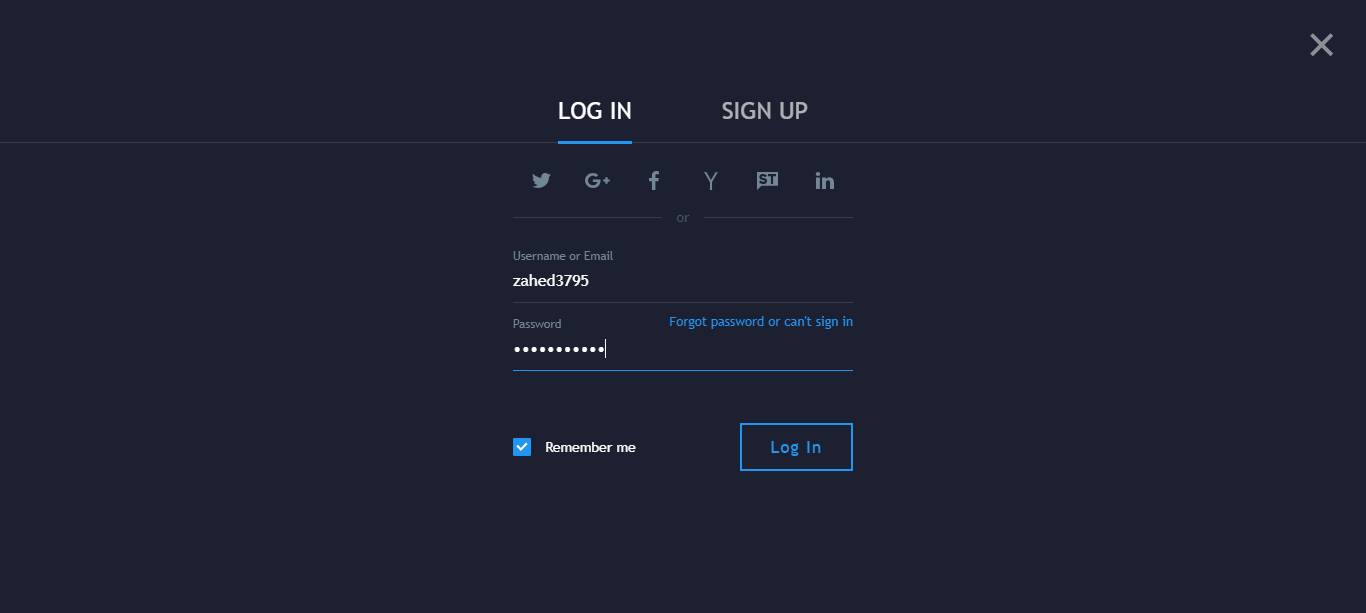 LOG IN SIGN UP
G+ f Y ST in
or
Username or Email
zahed3795
Password Forgot password or can't sign in
•••••••••••
Remember me Log In